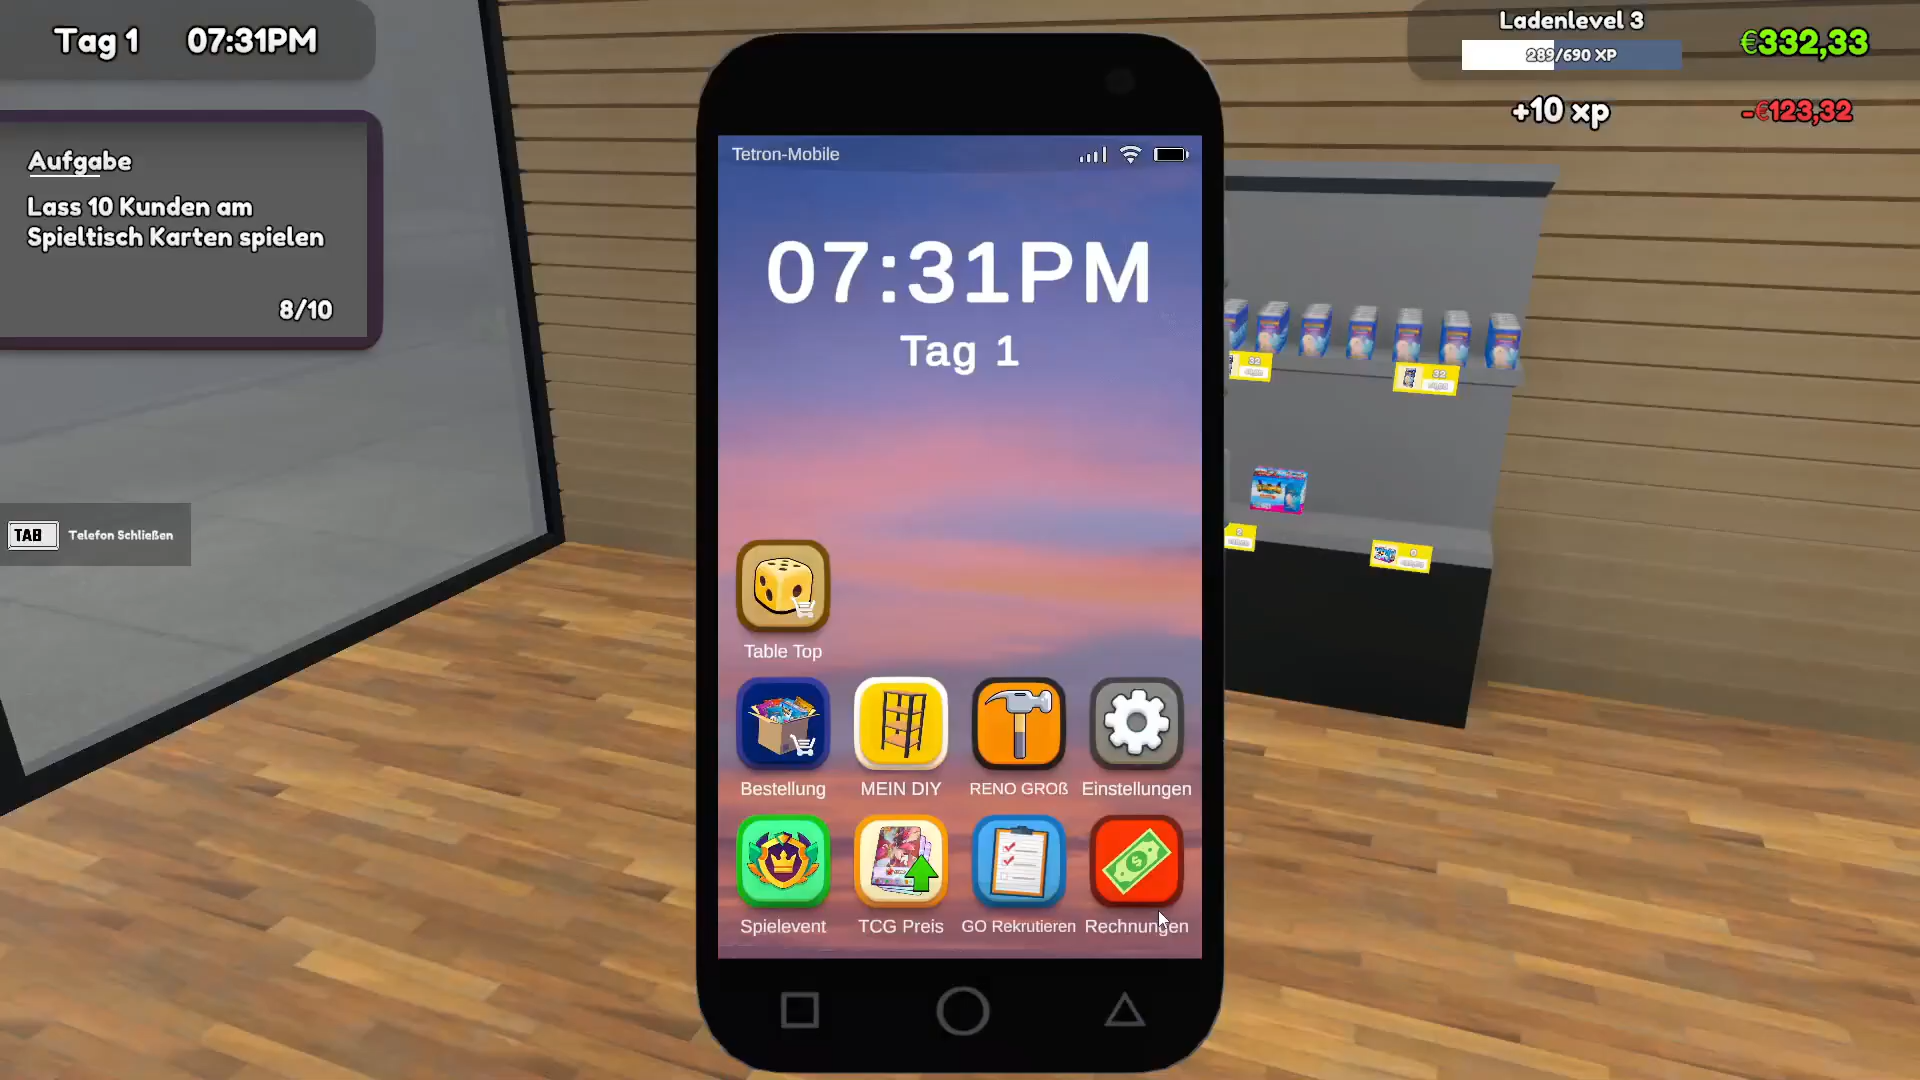 Tag 1 07:31PM
Ladenlevel 3
289/690 XP
€332,33
+10 xp
-€123,32
Aufgabe
Lass 10 Kunden am
Spieltisch Karten spielen
8/10
TAB Telefon Schließen
Tetron-Mobile
07:31PM
Tag 1
Table Top
Bestellung MEIN DIY RENO GROß Einstellungen
Spielevent TCG Preis GO Rekrutieren Rechnungen
32
32